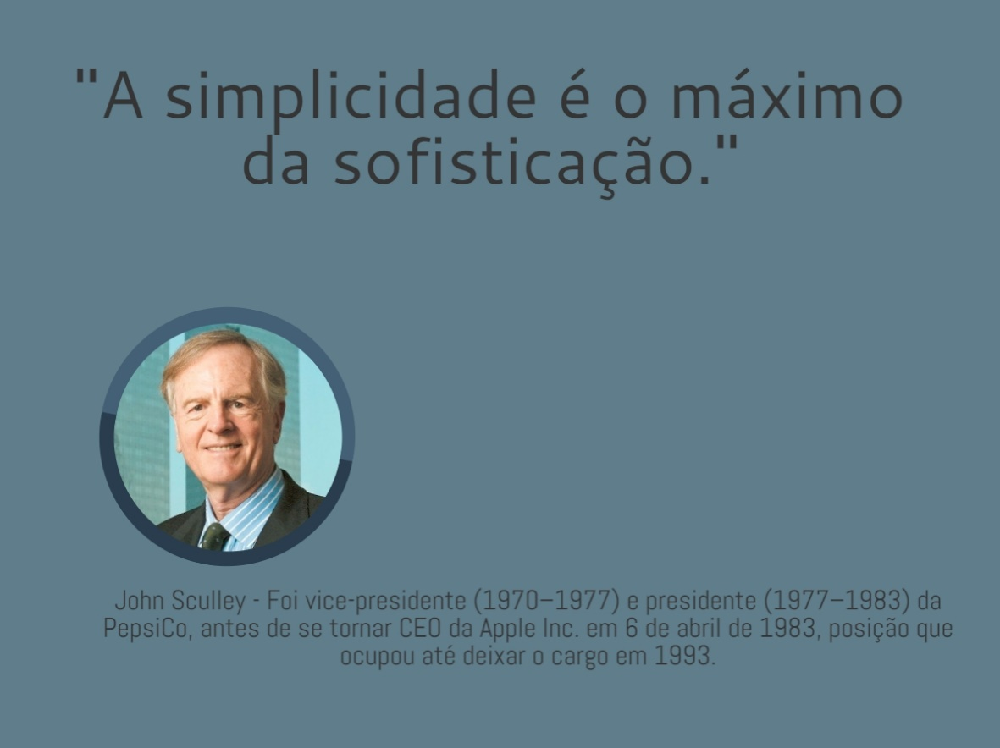 "A simplicidade é o máximo
da sofisticação."
John Sculley - Foi vice-presidente (1970–1977) e presidente (1977–1983) da
PepsiCo, antes de se tornar CEO da Apple Inc. em 6 de abril de 1983, posição que
ocupou até deixar o cargo em 1993.